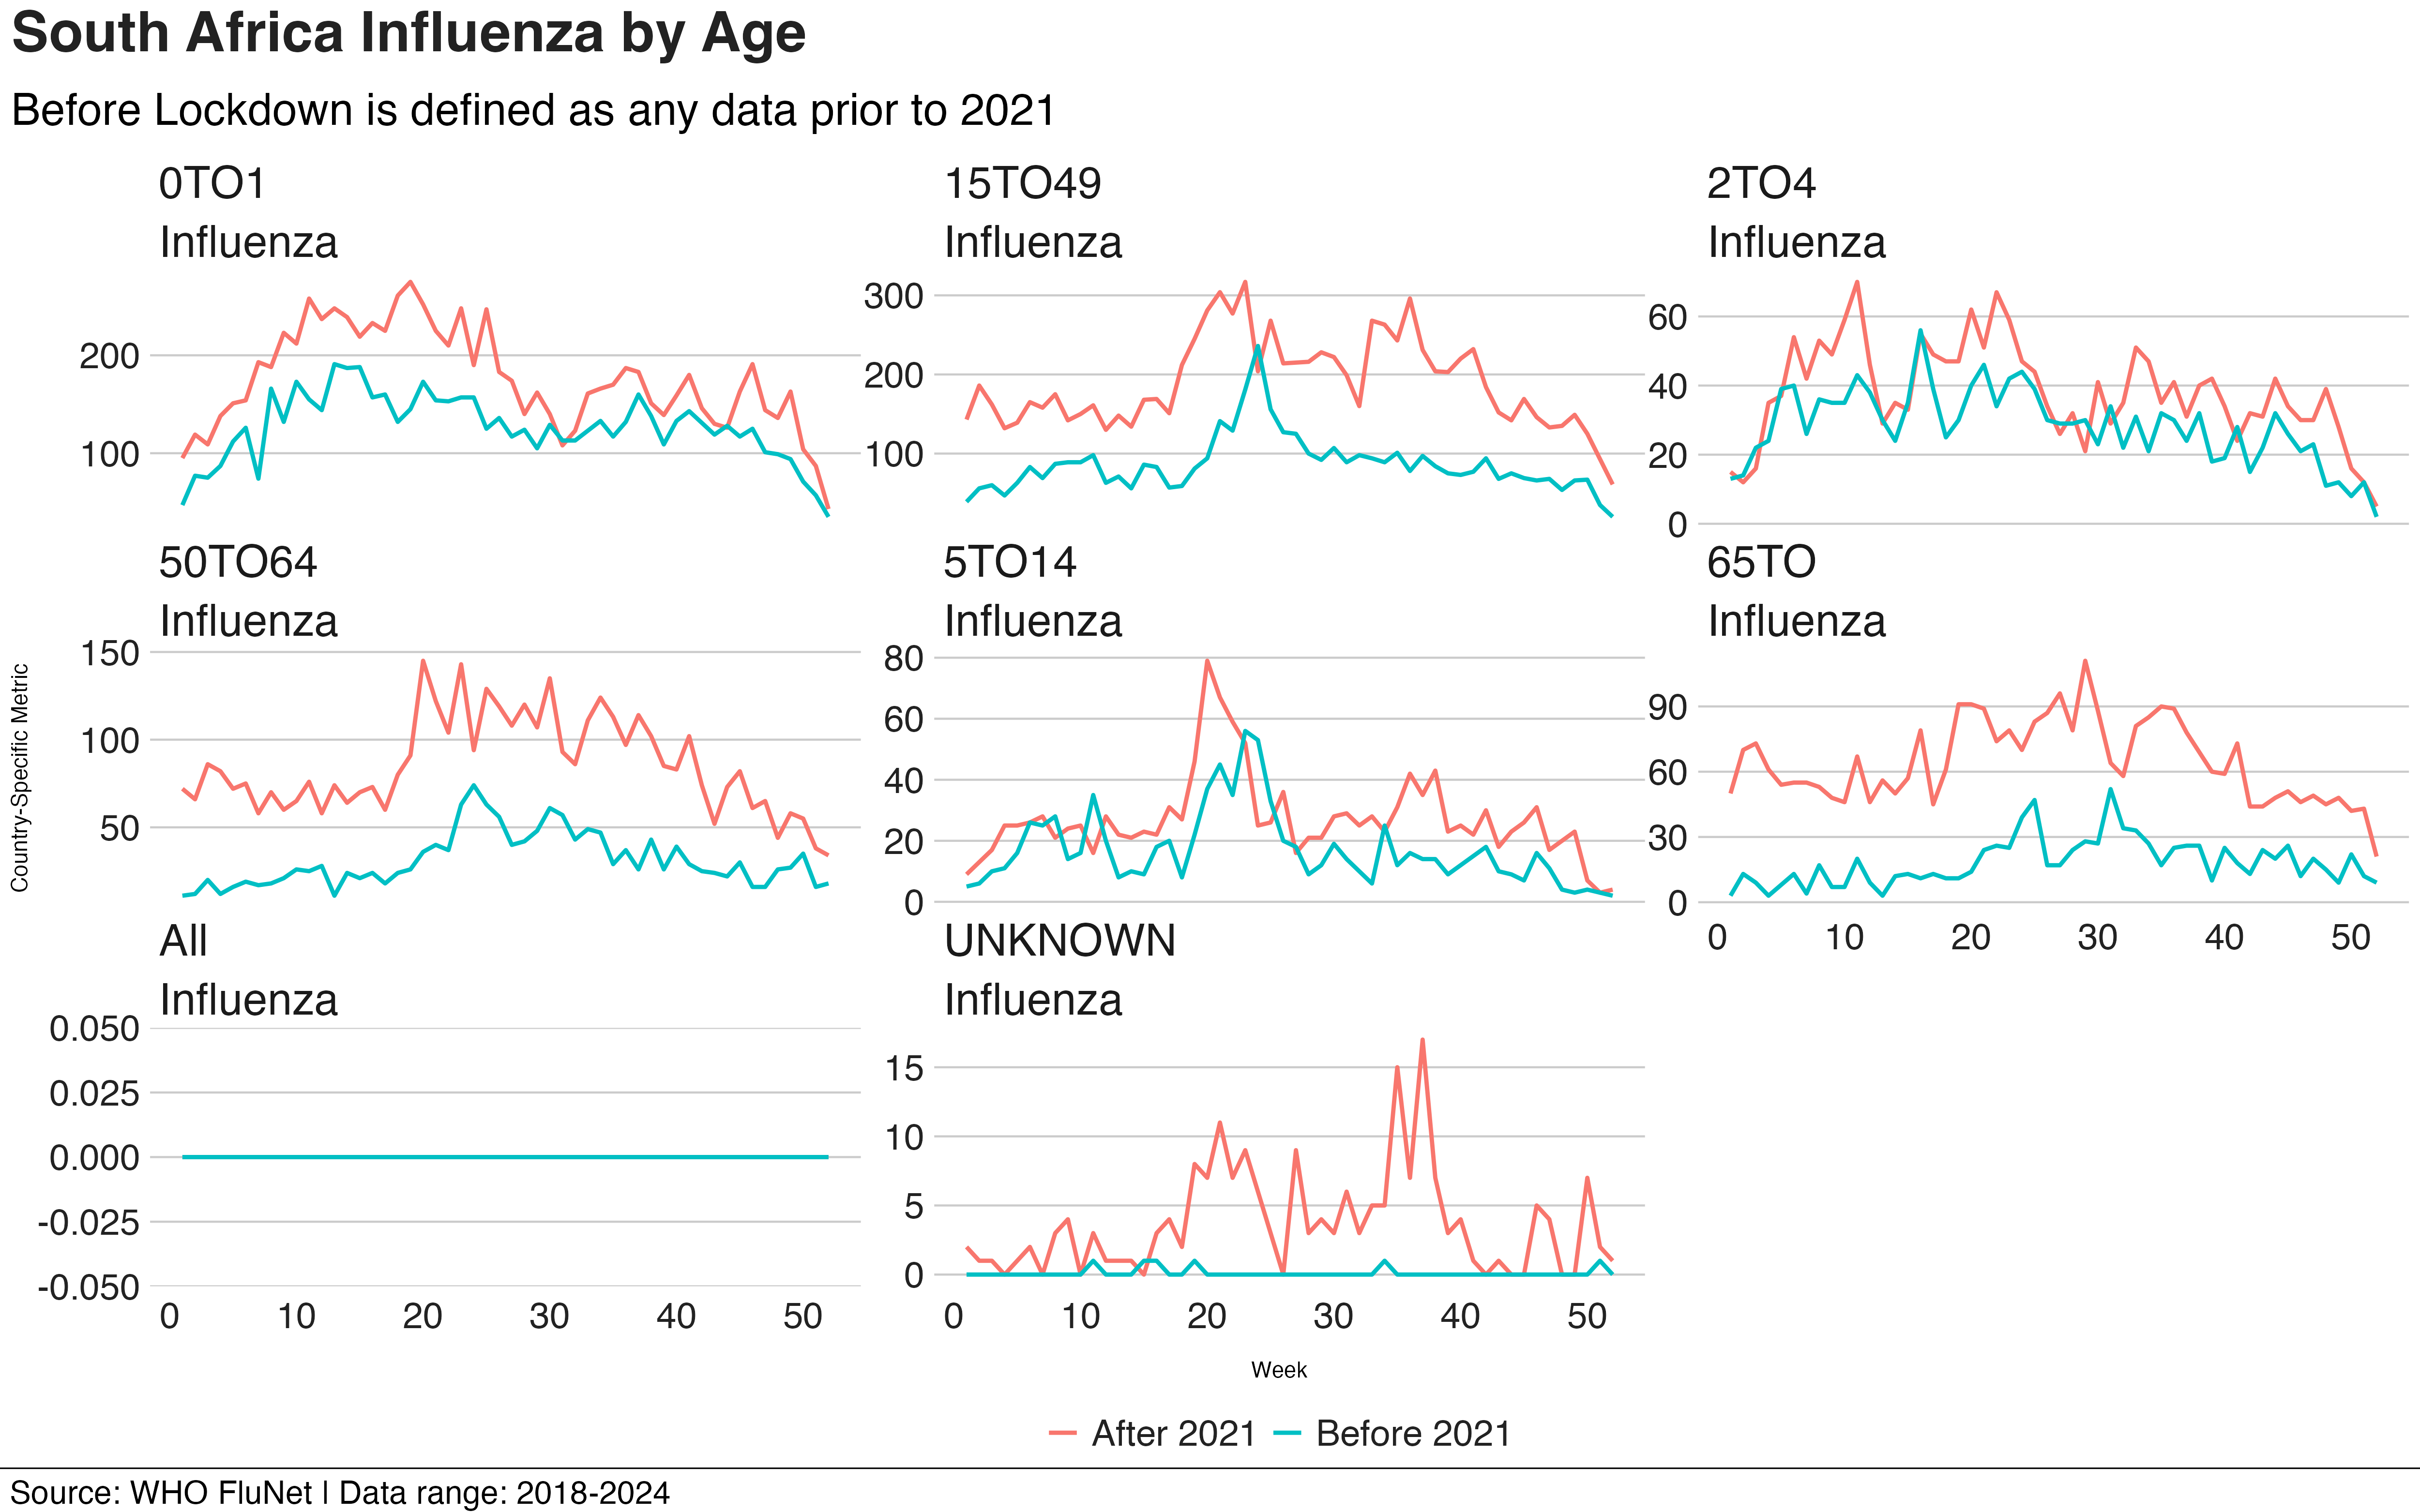 South Africa Influenza by Age
Before Lockdown is defined as any data prior to 2021
0TO1
Influenza
200
100
15TO49
Influenza
300
200
100
2TO4
Influenza
60
40
20
0
Country-Specific Metric
50TO64
Influenza
150
100
50
5TO14
Influenza
80
60
40
20
0
65TO
Influenza
90
60
30
0
0 10 20 30 40 50
All
Influenza
0.050
0.025
0.000
-0.025
-0.050
0 10 20 30 40 50
UNKNOWN
Influenza
15
10
5
0
0 10 20 30 40 50
Week
After 2021 Before 2021
Source: WHO FluNet | Data range: 2018-2024